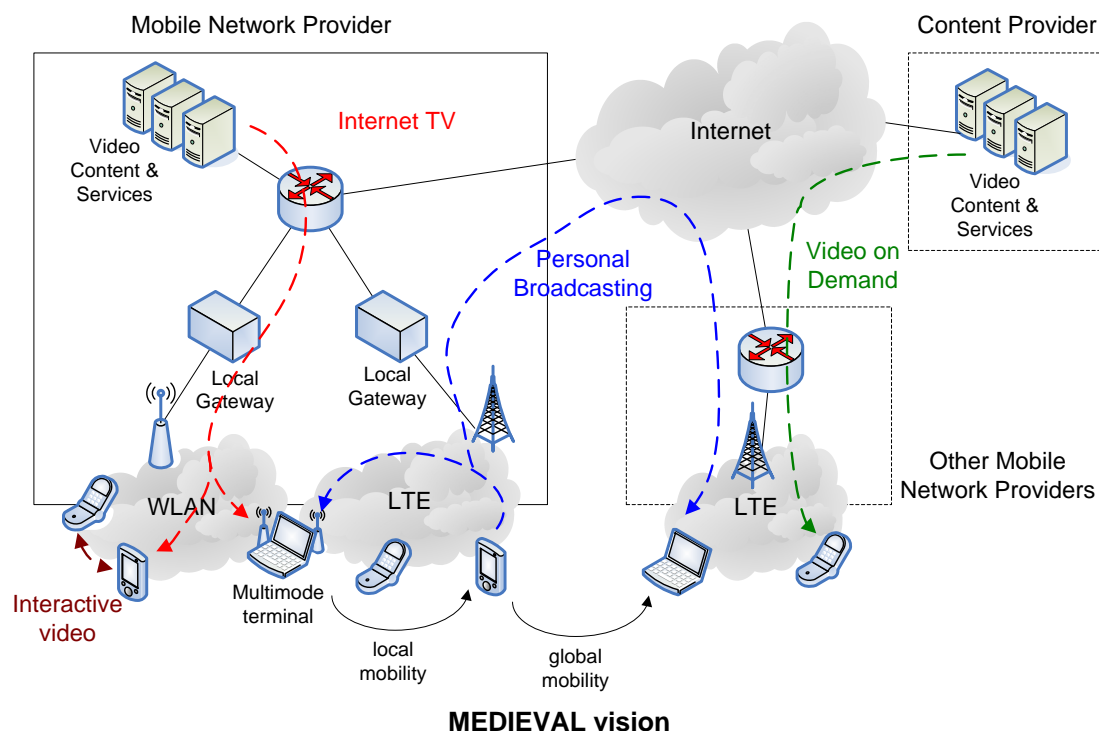 Mobile Network Provider
Content Provider
Internet TV
Internet
Video
Content &
Services
Video
Content &
Services
Personal
Broadcasting
Video on
Demand
Local
Gateway
Local
Gateway
Other Mobile
Network Providers
WLAN
LTE
LTE
Multimode
terminal
Interactive
video
local
mobility
global
mobility
MEDIEVAL vision